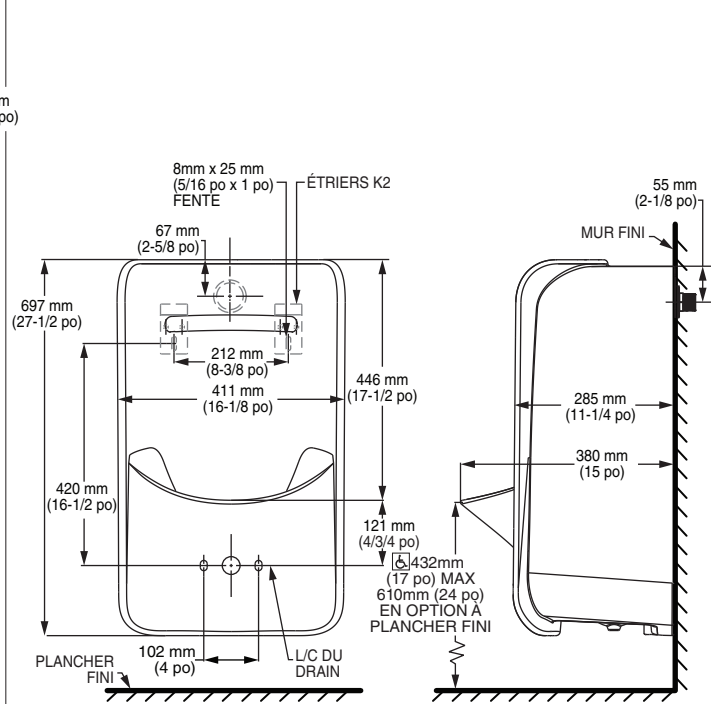 m
po)
8mm x 25 mm
(5/16 po x 1 po)
FENTE
ÉTRIERS K2
67 mm
(2-5/8 po)
697 mm
(27-1/2 po)
212 mm
(8-3/8 po)
411 mm
(16-1/8 po)
446 mm
(17-1/2 po)
420 mm
(16-1/2 po)
121 mm
(4/3/4 po)
432mm
(17 po) MAX
610mm (24 po)
EN OPTION À
PLANCHER FINI
102 mm
(4 po)
L/C DU
DRAIN
PLANCHER
FINI
55 mm
(2-1/8 po)
MUR FINI
285 mm
(11-1/4 po)
380 mm
(15 po)